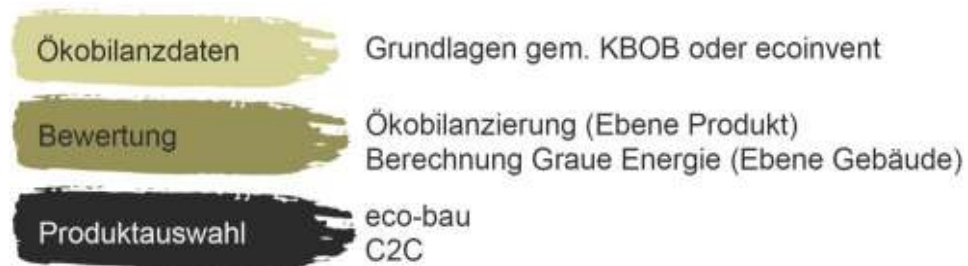 Ökobilanzdaten
Grundlagen gem. KBOB oder ecoinvent
Bewertung
Ökobilanzierung (Ebene Produkt)
Berechnung Graue Energie (Ebene Gebäude)
Produktauswahl
eco-bau
C2C